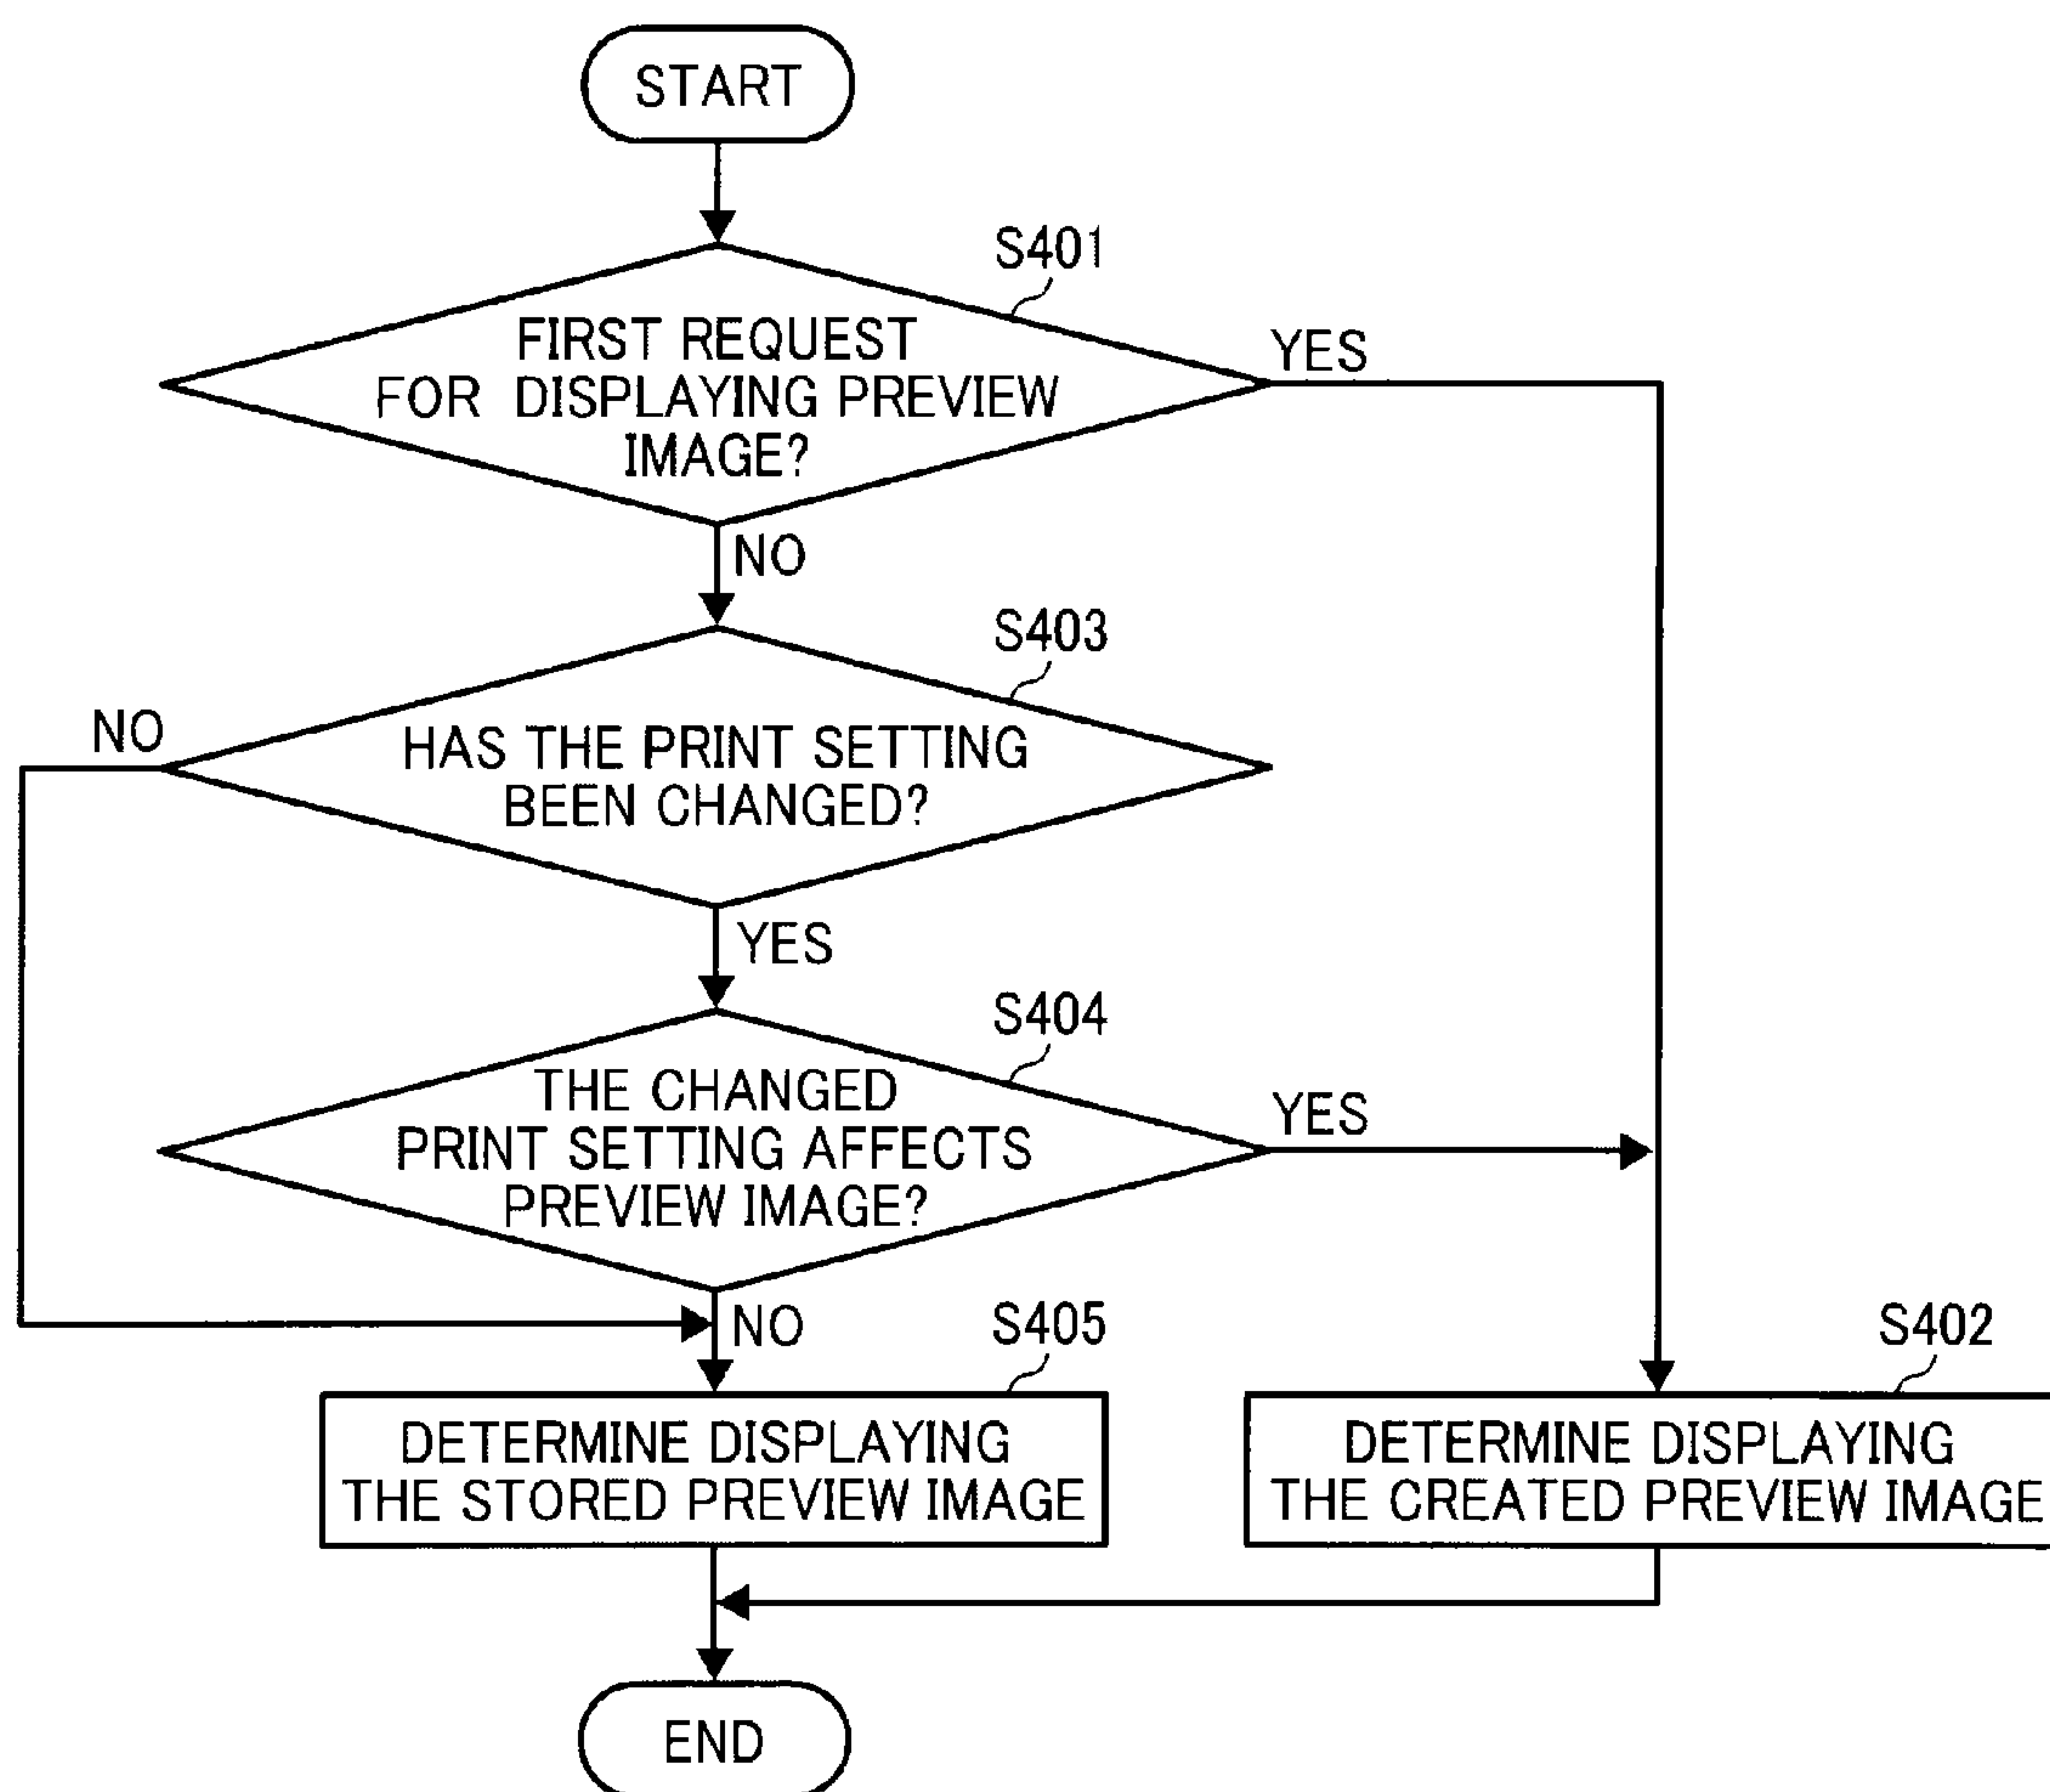 START
S401
FIRST REQUEST
FOR DISPLAYING PREVIEW
IMAGE?
YES
NO
S403
HAS THE PRINT SETTING
BEEN CHANGED?
NO
YES
S404
THE CHANGED
PRINT SETTING AFFECTS
PREVIEW IMAGE?
YES
NO
S405
DETERMINE DISPLAYING
THE STORED PREVIEW IMAGE
S402
DETERMINE DISPLAYING
THE CREATED PREVIEW IMAGE
END